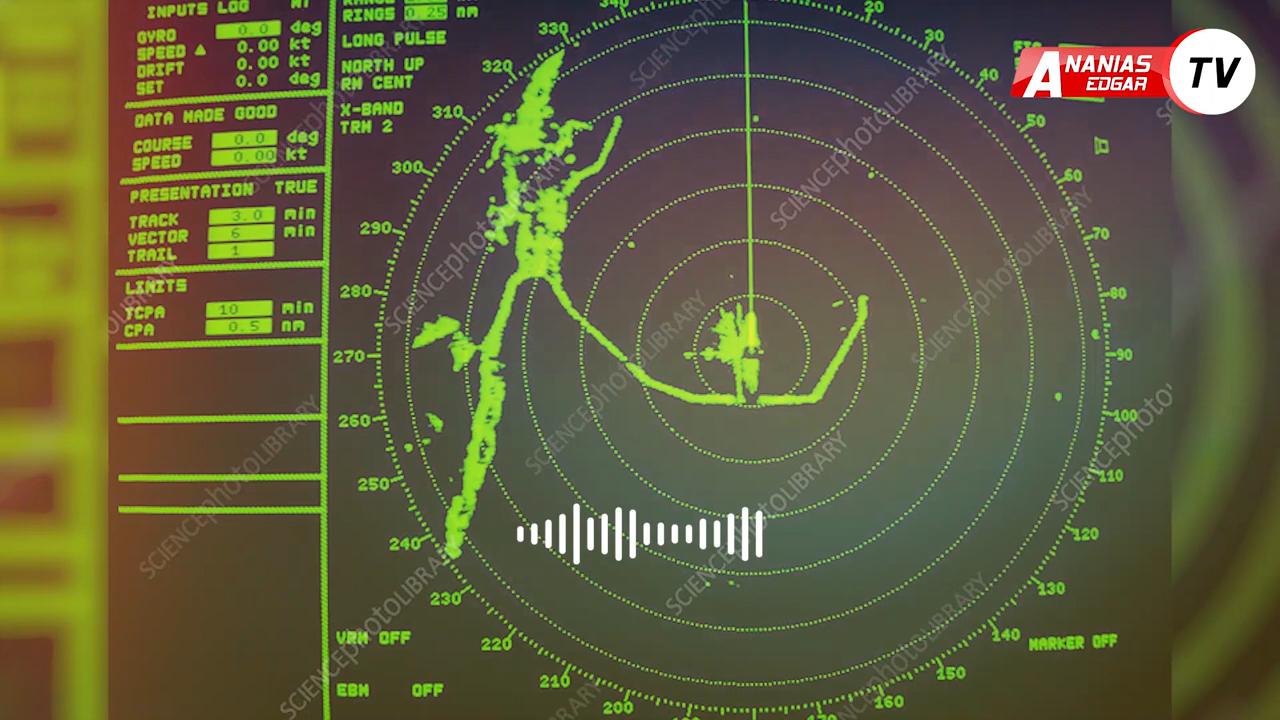 INPUTS LOG
GYRO 0.0 deg
SPEED 0.00 kt
DRIFT 0.00 kt
SET 0.0 deg
DATA MADE GOOD
COURSE 0.0 deg
SPEED 0.00 kt
PRESENTATION TRUE
TRACK 3.0 min
VECTOR 6 min
TRAIL 1
LIMITS
TCPA 10 min
CPA 0.5 nm
RINGS 0.25 nm
LONG PULSE
NORTH UP
RM CENT
X-BAND
TRM 2
VRM OFF
EBM OFF
340
20
330
30
320
40
310
50
300
60
290
70
280
80
270
90
260
100
250
110
240
120
230
130
220
140
210
150
200
160
170
MARKER OFF
ANANIAS
EDGAR
TV
SCIENCEphotoLIBRARY